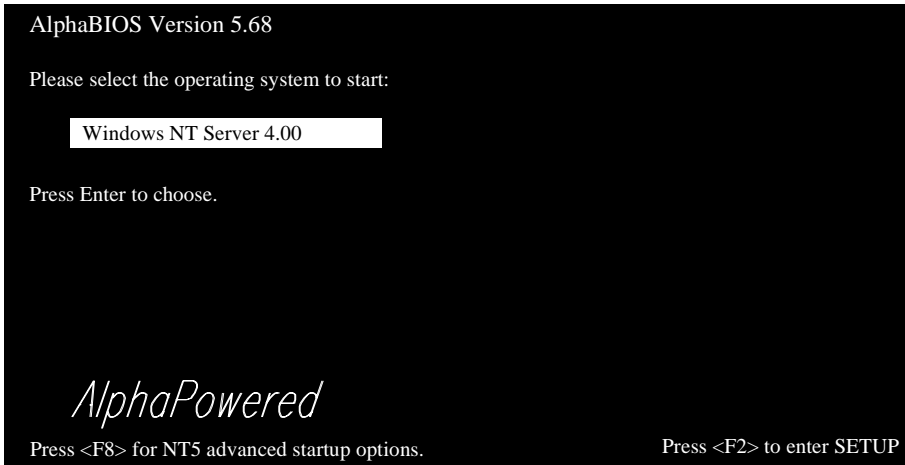 AlphaBIOS Version 5.68
Please select the operating system to start:
Windows NT Server 4.00
Press Enter to choose.
AlphaPowered
Press <F8> for NT5 advanced startup options.
Press <F2> to enter SETUP